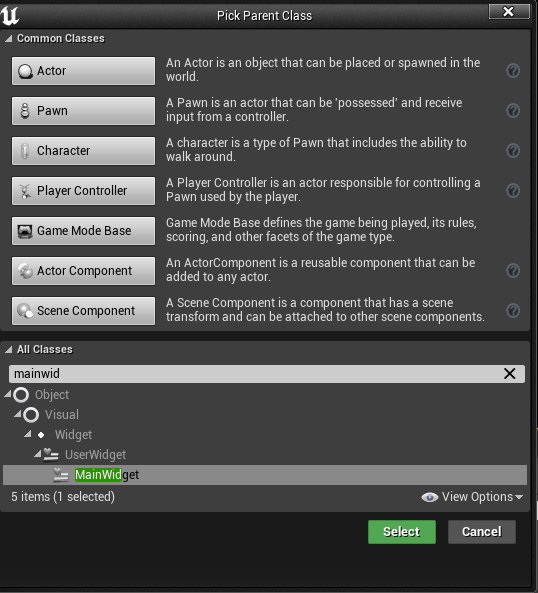 Pick Parent Class
Common Classes
Actor
An Actor is an object that can be placed or spawned in the
world.
Pawn
A Pawn is an actor that can be 'possessed' and receive
input from a controller.
Character
A character is a type of Pawn that includes the ability to
walk around.
Player Controller
A Player Controller is an actor responsible for controlling a
Pawn used by the player.
Game Mode Base
Game Mode Base defines the game being played, its rules,
scoring, and other facets of the game type.
Actor Component
An ActorComponent is a reusable component that can be
added to any actor.
Scene Component
A Scene Component is a component that has a scene
transform and can be attached to other scene components.
All Classes
mainwid
Object
Visual
Widget
UserWidget
MainWidget
5 items (1 selected)
View Options
Select
Cancel